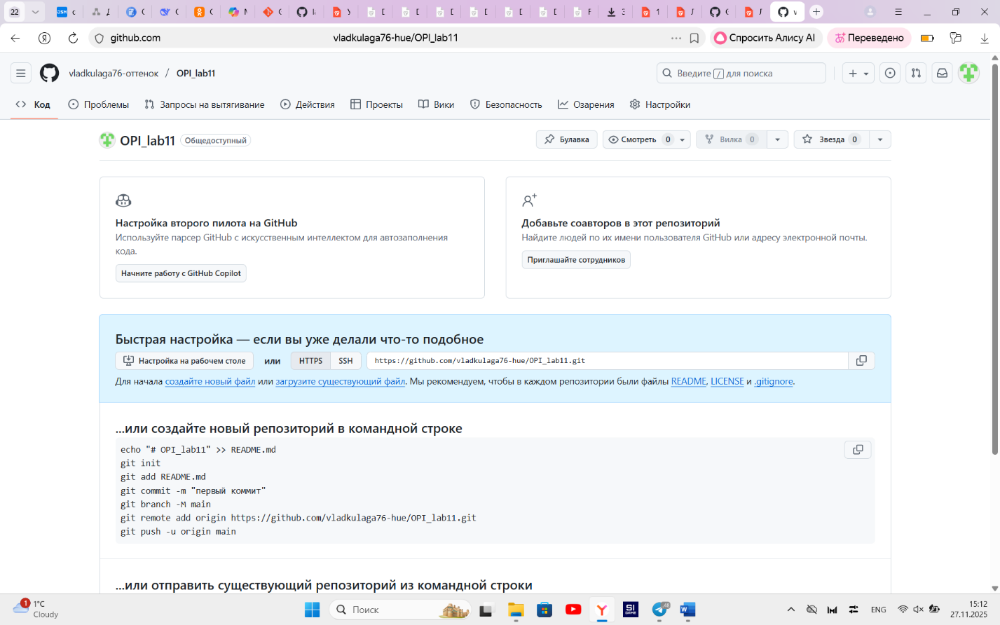 22
github.com
vladkulaga76-hue/OPI_lab11
Спросить Алису AI
Переведено
vladkulaga76-оттенок / OPI_lab11
Введите / для поиска
Код
Проблемы
Запросы на вытягивание
Действия
Проекты
Вики
Безопасность
Озарения
Настройки
OPI_lab11 Общедоступный
Булавка
Смотреть 0
Вилка 0
Звезда 0
Настройка второго пилота на GitHub
Используйте парсер GitHub с искусственным интеллектом для автозаполнения
кода.
Начните работу с GitHub Copilot
Добавьте соавторов в этот репозиторий
Найдите людей по их имени пользователя GitHub или адресу электронной почты.
Приглашайте сотрудников
Быстрая настройка — если вы уже делали что-то подобное
Настройка на рабочем столе или HTTPS SSH https://github.com/vladkulaga76-hue/OPI_lab11.git
Для начала создайте новый файл или загрузите существующий файл. Мы рекомендуем, чтобы в каждом репозитории были файлы README, LICENSE и .gitignore.
...или создайте новый репозиторий в командной строке
echo "# OPI_lab11" >> README.md
git init
git add README.md
git commit -m "первый коммит"
git branch -M main
git remote add origin https://github.com/vladkulaga76-hue/OPI_lab11.git
git push -u origin main
...или отправить существующий репозиторий из командной строки
1
1°C
Cloudy
Поиск
ENG
15:12
27.11.2025